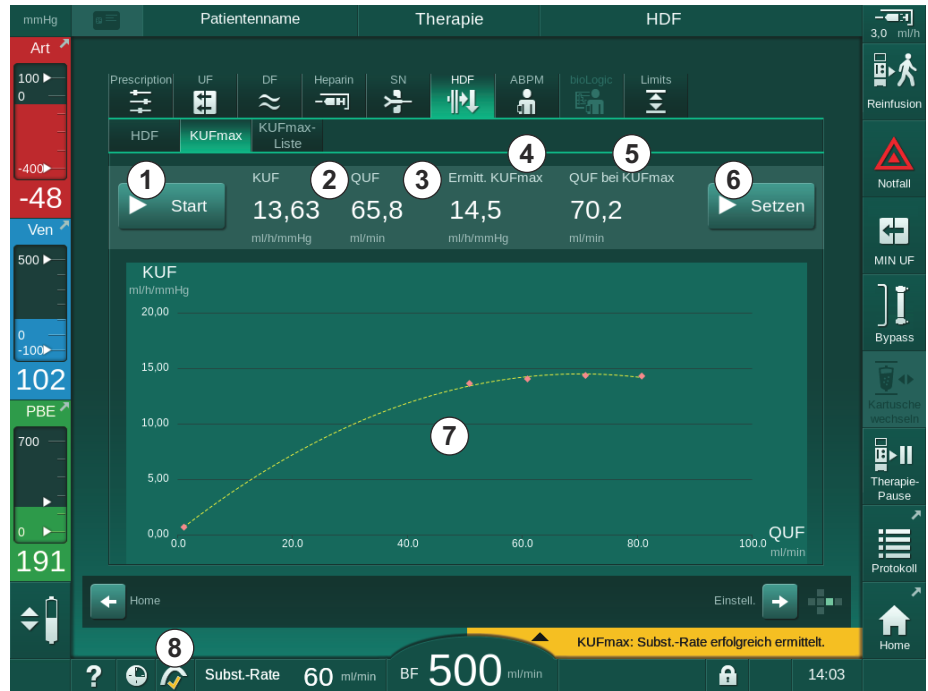 mmHg
Patientenname
Therapie
HDF
3,0 ml/h
Art
100
0
-400
-48
Ven
500
0
-100
102
PBE
700
0
191
Prescription
UF
DF
Heparin
SN
HDF
ABPM
bioLogic
Limits
HDF
KUFmax
KUFmax-
Liste
1
Start
KUF
13,63
ml/h/mmHg
2
QUF
65,8
ml/min
3
4
Ermitt. KUFmax
14,5
ml/h/mmHg
5
QUF bei KUFmax
70,2
ml/min
6
Setzen
KUF
ml/h/mmHg
20,00
15,00
10,00
5,00
0,00
7
0.0
20.0
40.0
60.0
80.0
100.0
QUF
ml/min
Home
Einstell.
KUFmax: Subst.-Rate erfolgreich ermittelt.
8
?
Subst.-Rate
60 ml/min
BF 500 ml/min
14:03
Reinfusion
Notfall
MIN UF
Bypass
Kartusche
wechseln
Therapie-
Pause
Protokoll
Home